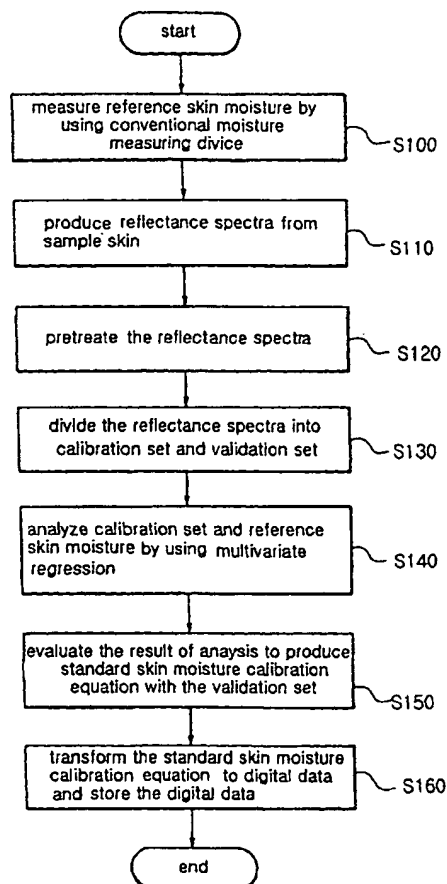 start
measure reference skin moisture by
using conventional moisture
measuring divice
S100
produce reflectance spectra from
sample skin
S110
pretreate the reflectance spectra
S120
divide the reflectance spectra into
calibration set and validation set
S130
analyze calibration set and reference
skin moisture by using multivariate
regression
S140
evaluate the result of anaysis to produce
standard skin moisture calibration
equation with the validation set
S150
transform the standard skin moisture
calibration equation to digital data
and store the digital data
S160
end